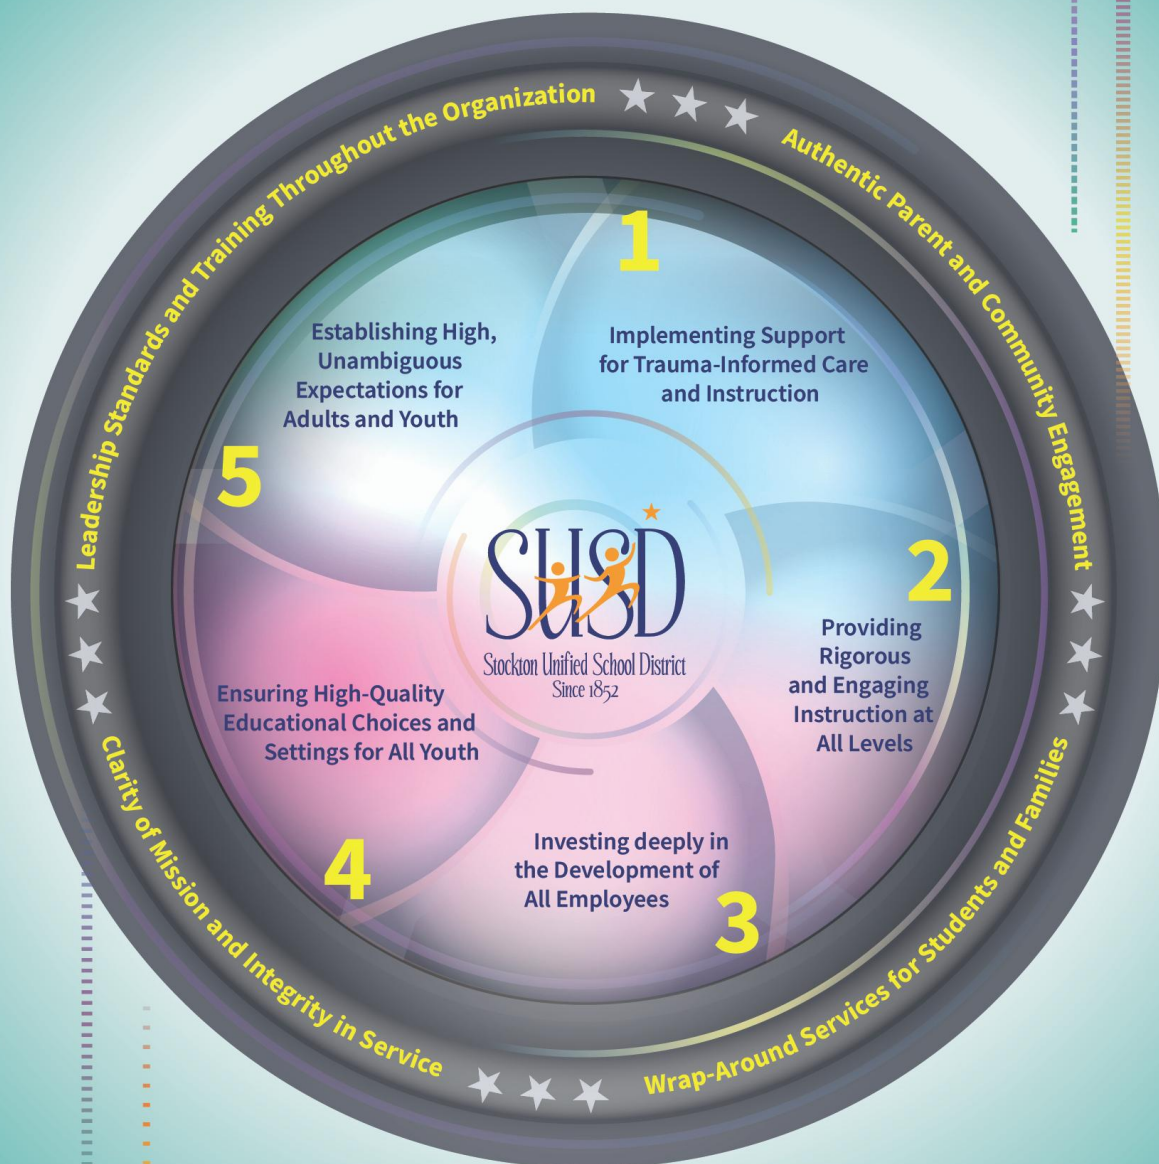 Leadership Standards and Training Throughout the Organization
Authentic Parent and Community Engagement
Wrap-Around Services for Students and Families
Clarity of Mission and Integrity in Service
1
Implementing Support
for Trauma-Informed Care
and Instruction
2
Providing
Rigorous
and Engaging
Instruction at
All Levels
3
Investing deeply in
the Development of
All Employees
4
Ensuring High-Quality
Educational Choices and
Settings for All Youth
5
Establishing High,
Unambiguous
Expectations for
Adults and Youth
SUSD
Stockton Unified School District
Since 1852